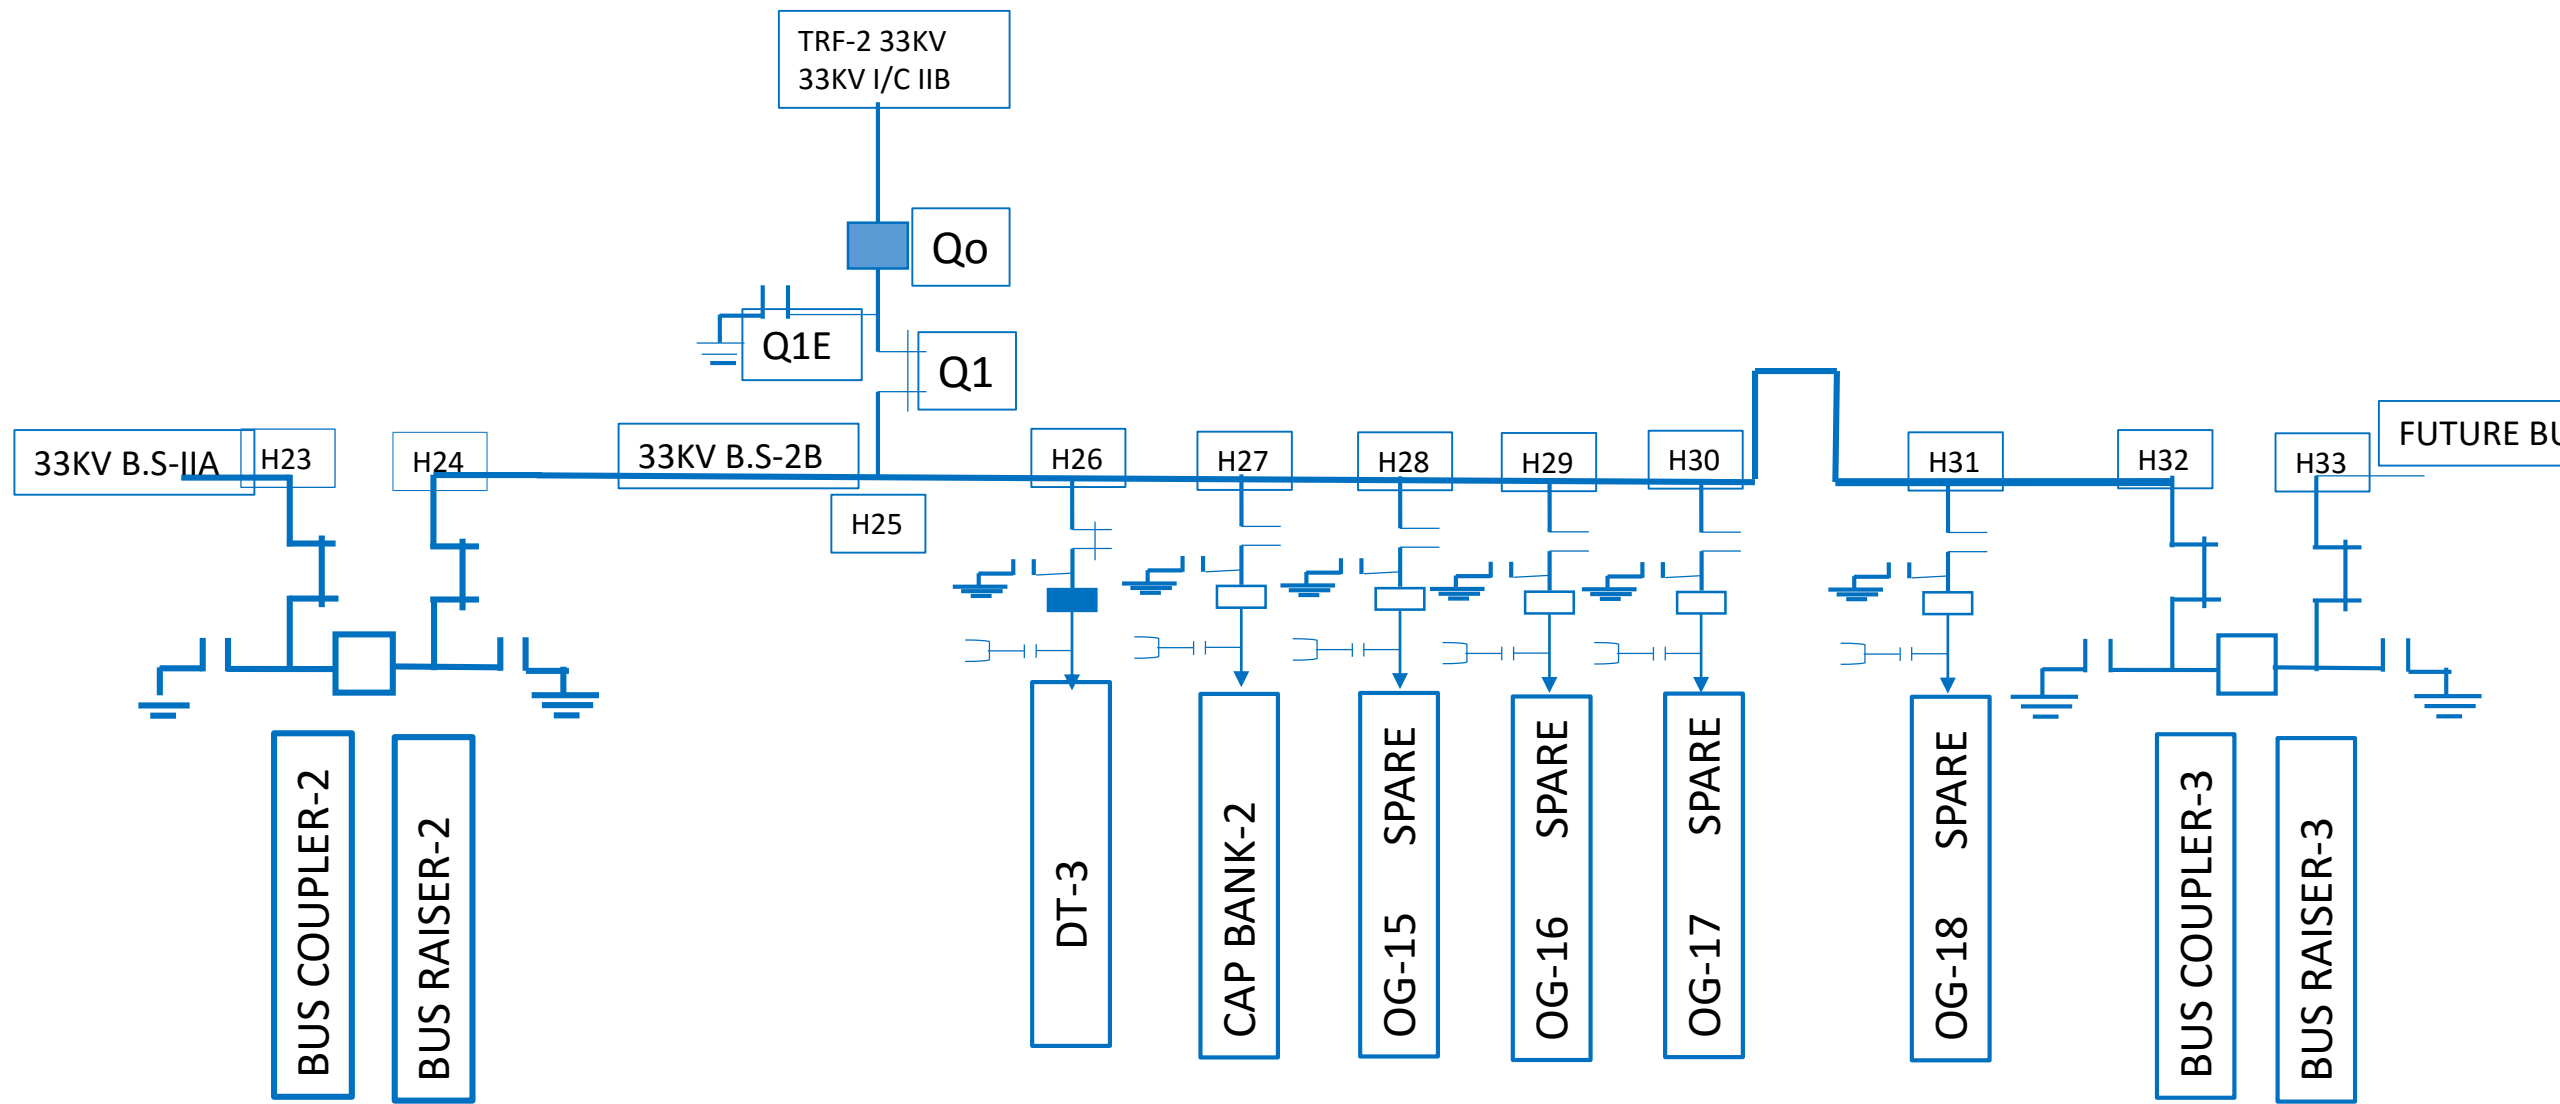 TRF-2 33KV
33KV I/C IIB
Qo
Q1E
Q1
33KV B.S-IIA
H23
H24
33KV B.S-2B
H25
H26
H27
H28
H29
H30
H31
H32
H33
FUTURE BU
BUS COUPLER-2
BUS RAISER-2
DT-3
CAP BANK-2
OG-15 SPARE
OG-16 SPARE
OG-17 SPARE
OG-18 SPARE
BUS COUPLER-3
BUS RAISER-3